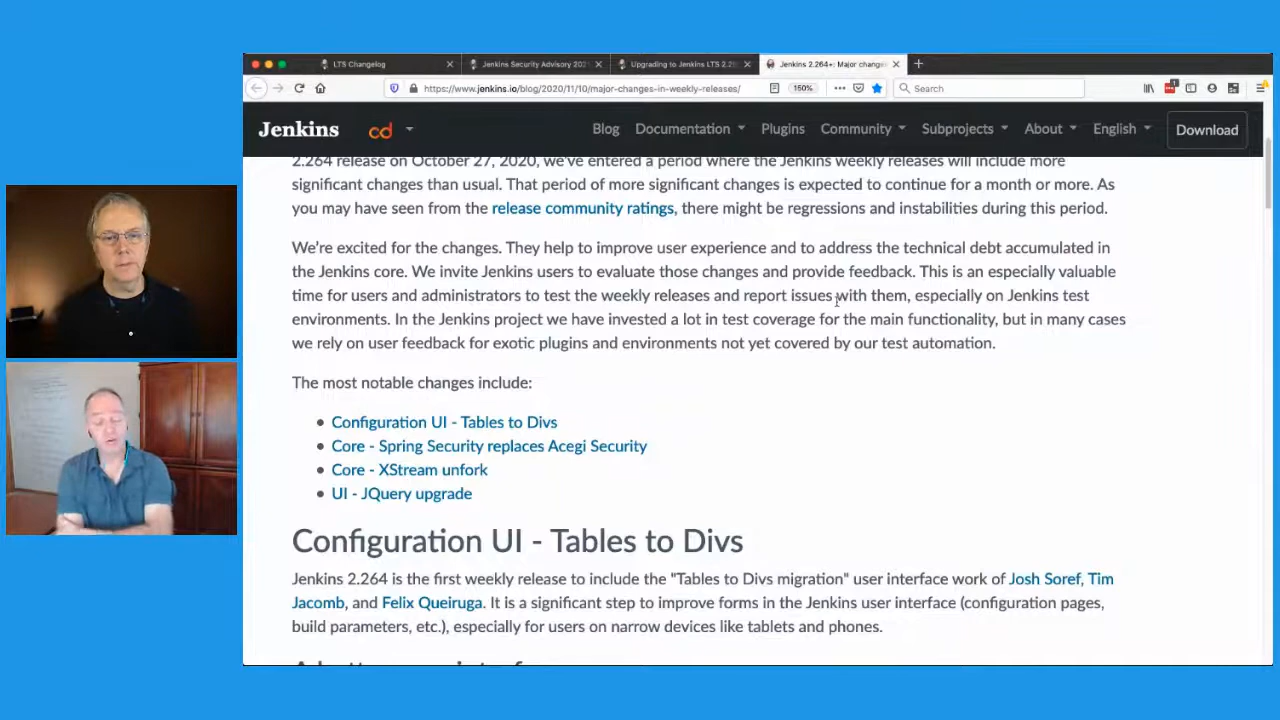 LTS Changelog
Jenkins Security Advisory 202
Upgrading to Jenkins LTS 2.25
Jenkins 2.264+: Major change
https://www.jenkins.io/blog/2020/11/10/major-changes-in-weekly-releases/
150%
Search
Jenkins
cd
Blog
Documentation
Plugins
Community
Subprojects
About
English
Download
2.264 release on October 27, 2020, we've entered a period where the Jenkins weekly releases will include more
significant changes than usual. That period of more significant changes is expected to continue for a month or more. As
you may have seen from the release community ratings, there might be regressions and instabilities during this period.
We're excited for the changes. They help to improve user experience and to address the technical debt accumulated in
the Jenkins core. We invite Jenkins users to evaluate those changes and provide feedback. This is an especially valuable
time for users and administrators to test the weekly releases and report issues with them, especially on Jenkins test
environments. In the Jenkins project we have invested a lot in test coverage for the main functionality, but in many cases
we rely on user feedback for exotic plugins and environments not yet covered by our test automation.
The most notable changes include:
Configuration UI - Tables to Divs
Core - Spring Security replaces Acegi Security
Core - XStream unfork
UI - JQuery upgrade
Configuration UI - Tables to Divs
Jenkins 2.264 is the first weekly release to include the "Tables to Divs migration" user interface work of Josh Soref, Tim
Jacomb, and Felix Queiruga. It is a significant step to improve forms in the Jenkins user interface (configuration pages,
build parameters, etc.), especially for users on narrow devices like tablets and phones.